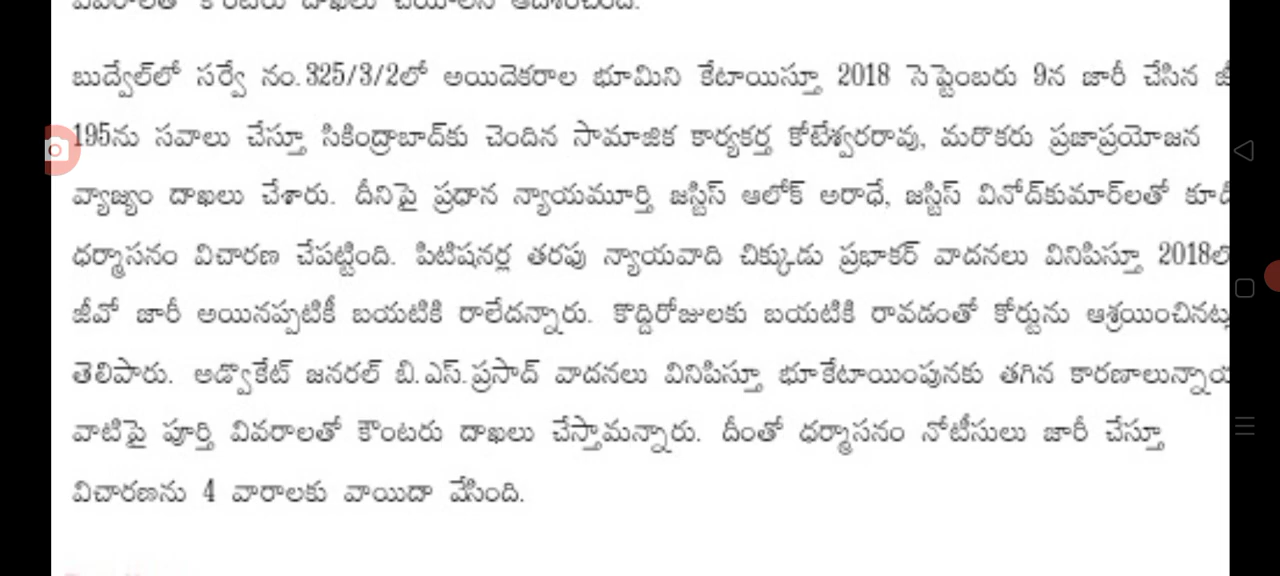 బుద్వేల్‌లో సర్వే నం.325/3/2లో అయిదెకరాల భూమిని కేటాయిస్తూ 2018 సెప్టెంబరు 9న జారీ చేసిన
195ను సవాలు చేస్తూ సికింద్రాబాద్‌కు చెందిన సామాజిక కార్యకర్త కోటేశ్వరరావు, మరొకరు ప్రజాప్రయోజన
వ్యాజ్యం దాఖలు చేశారు. దీనిపై ప్రధాన న్యాయమూర్తి జస్టిస్ ఆలోక్ అరాధే, జస్టిస్ వినోద్‌కుమార్‌లతో
ధర్మాసనం విచారణ చేపట్టింది. పిటిషనర్ల తరఫు న్యాయవాది చిక్కుడు ప్రభాకర్ వాదనలు వినిపిస్తూ
జీవో జారీ అయినప్పటికీ బయటికి రాలేదన్నారు. కొద్దిరోజులకు బయటికి రావడంతో కోర్టును
తెలిపారు. అడ్వొకేట్ జనరల్ బి.ఎస్.ప్రసాద్ వాదనలు వినిపిస్తూ భూకేటాయింపునకు తగిన
వాటిపై పూర్తి వివరాలతో కౌంటరు దాఖలు చేస్తామన్నారు. దీంతో ధర్మాసనం నోటీసులు జారీ చేస్తూ
విచారణను 4 వారాలకు వాయిదా వేసింది.